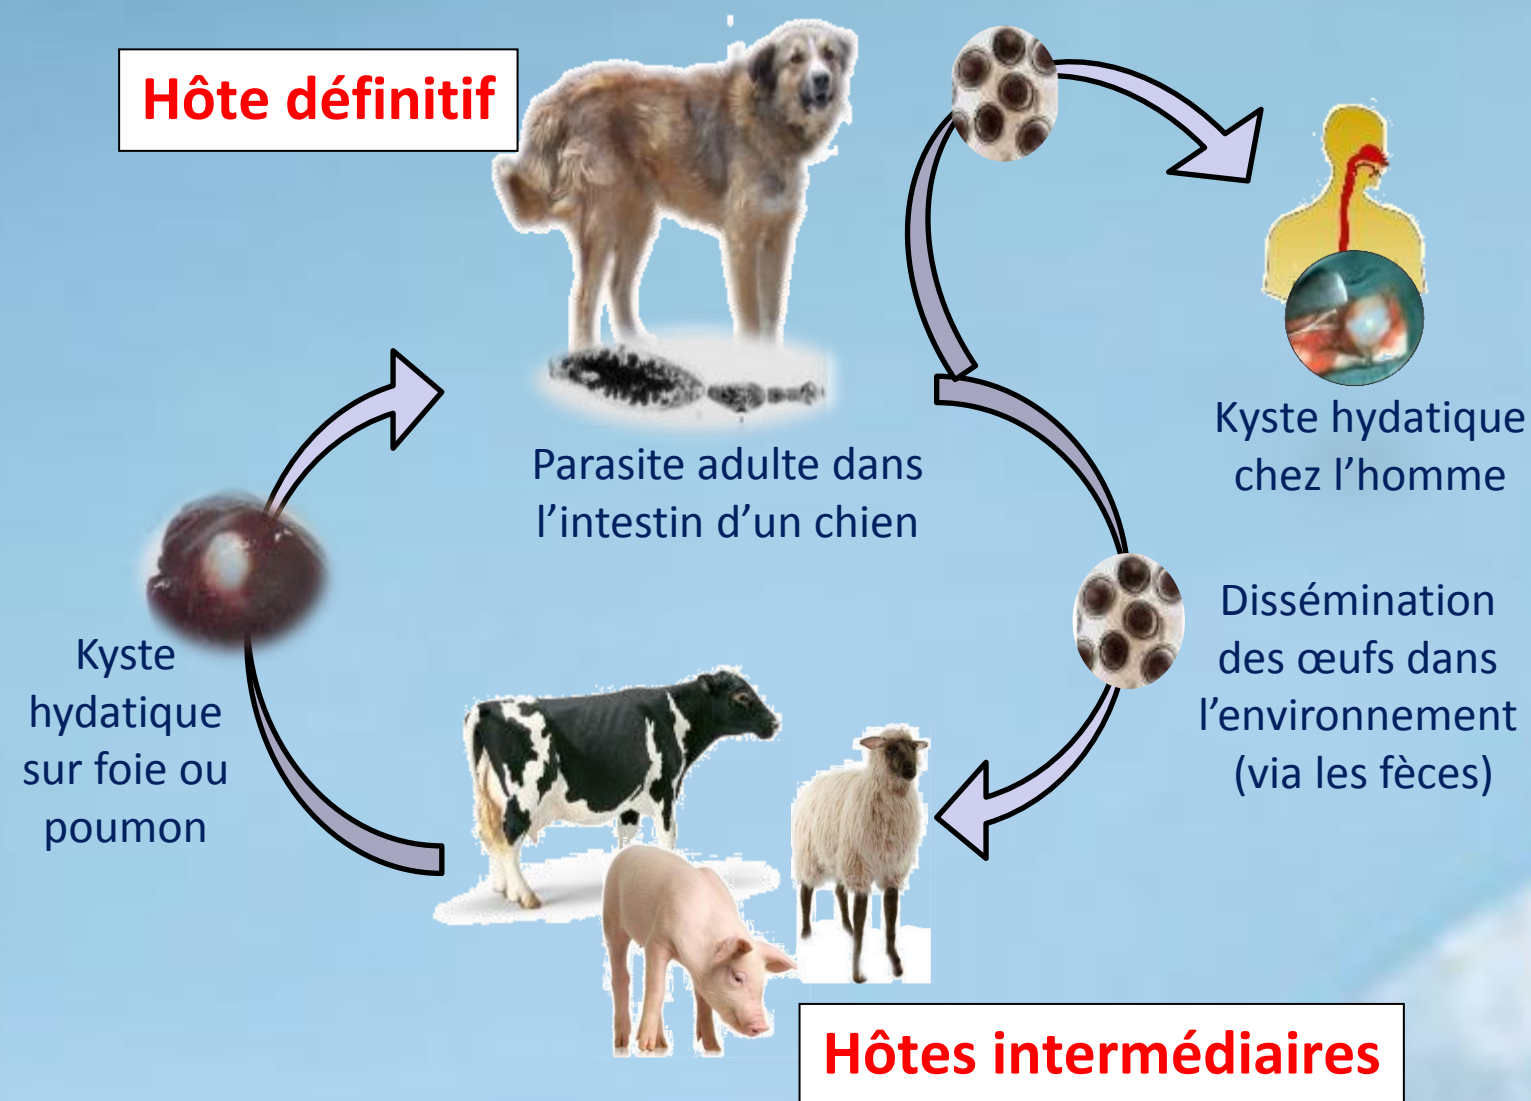 Hôte définitif
Parasite adulte dans
l’intestin d’un chien
Kyste hydatique
chez l’homme
Dissémination
des œufs dans
l’environnement
(via les fèces)
Kyste
hydatique
sur foie ou
poumon
Hôtes intermédiaires